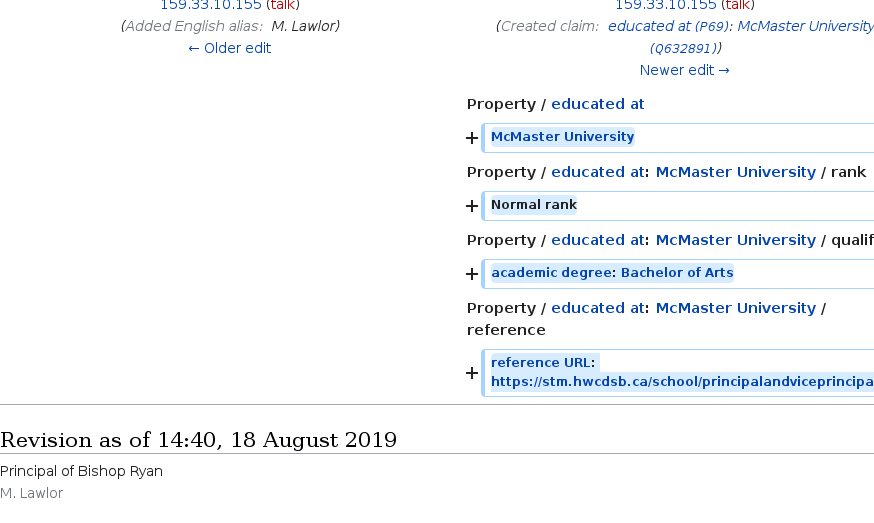 159.33.10.155 (talk)
(Added English alias: M. Lawlor)
← Older edit
159.33.10.155 (talk)
(Created claim: educated at (P69): McMaster University
(Q632891))
Newer edit →
Property / educated at
+ McMaster University
Property / educated at: McMaster University / rank
+ Normal rank
Property / educated at: McMaster University / qualif
+ academic degree: Bachelor of Arts
Property / educated at: McMaster University /
reference
+ reference URL:
https://stm.hwcdsb.ca/school/principalandviceprincipa
Revision as of 14:40, 18 August 2019
Principal of Bishop Ryan
M. Lawlor